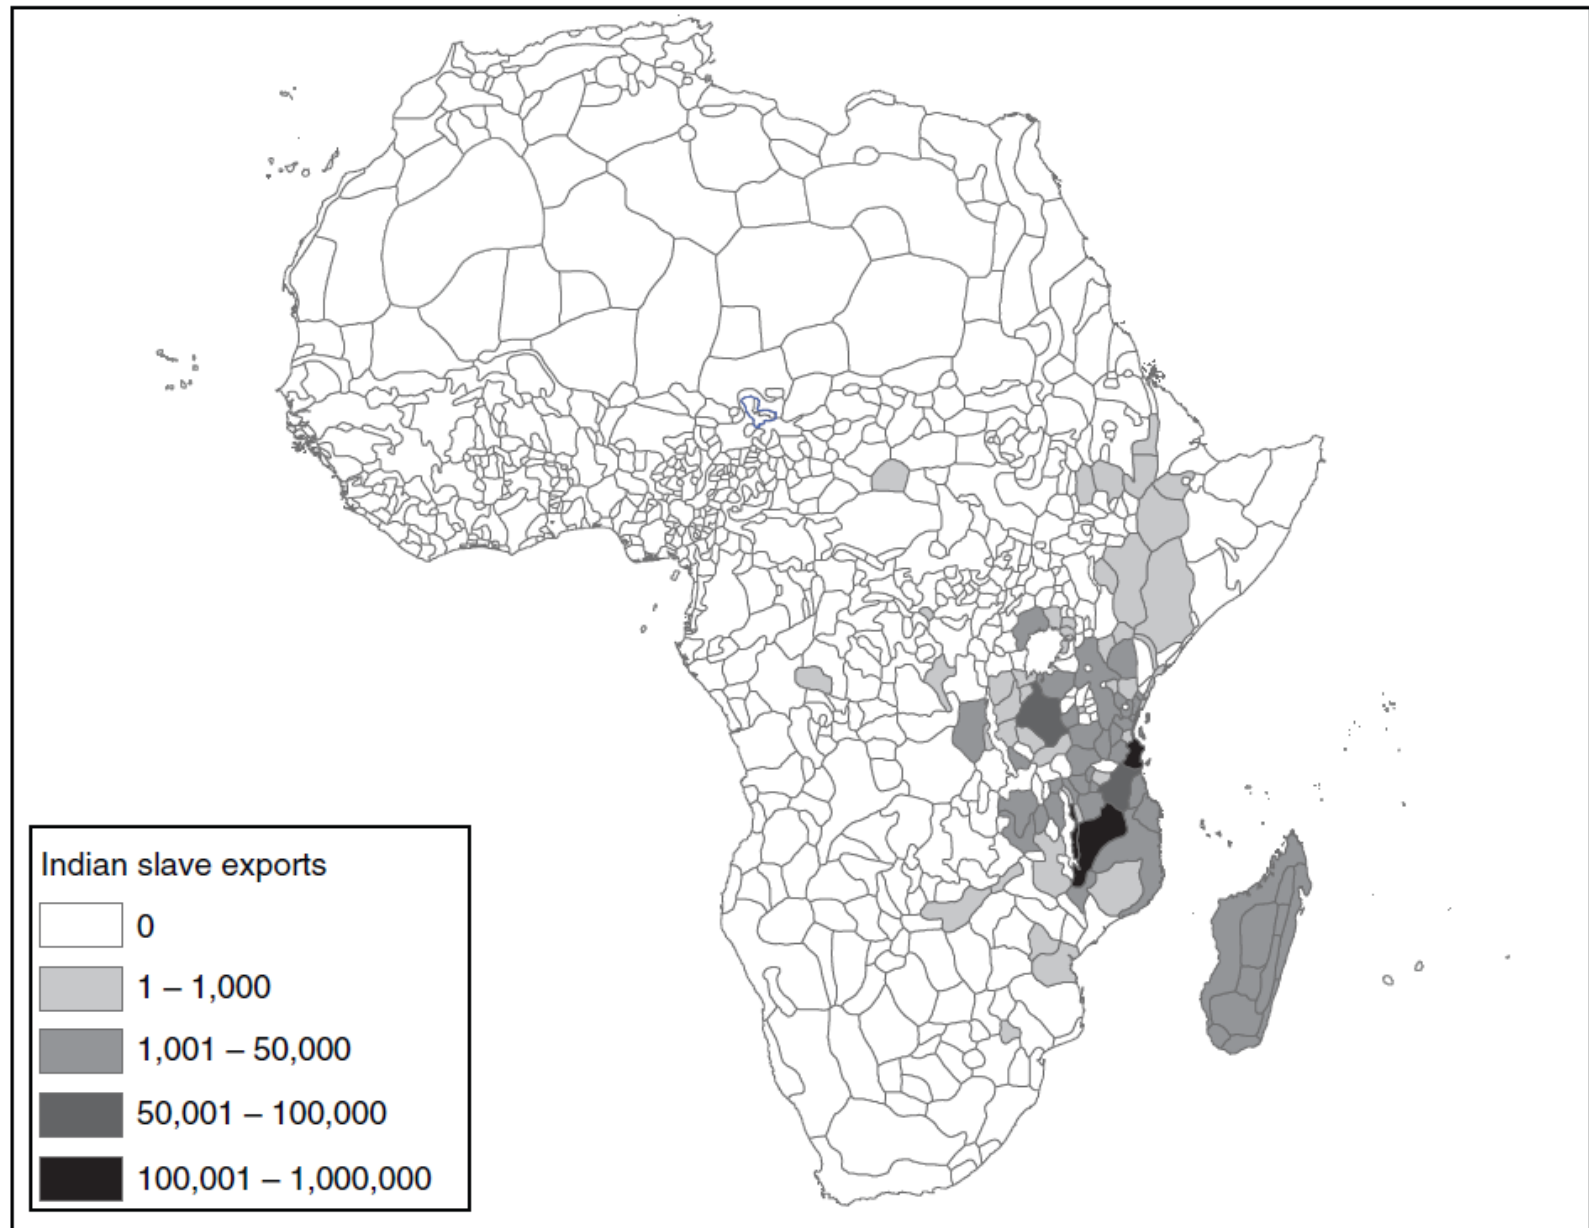 Indian slave exports
0
1 – 1,000
1,001 – 50,000
50,001 – 100,000
100,001 – 1,000,000